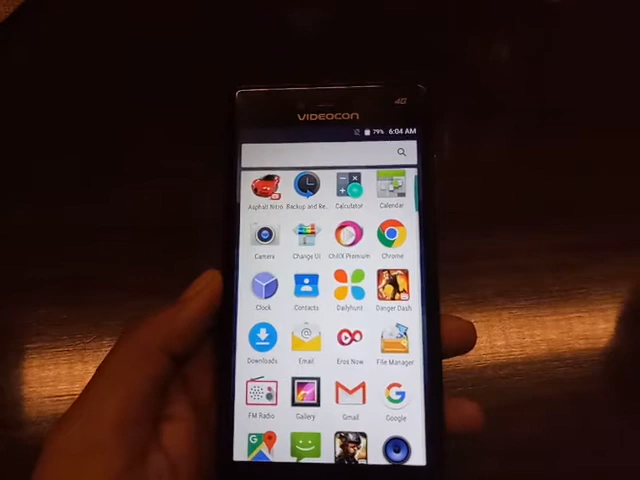 4G
VIDEOCON
79% 6:04 AM
Asphalt Nitro Backup and Re.. Calculator Calendar
Camera Change UI ChillX Premium Chrome
Clock Contacts Dailyhunt Danger Dash
Downloads Email Eros Now File Manager
FM Radio Gallery Gmail Google